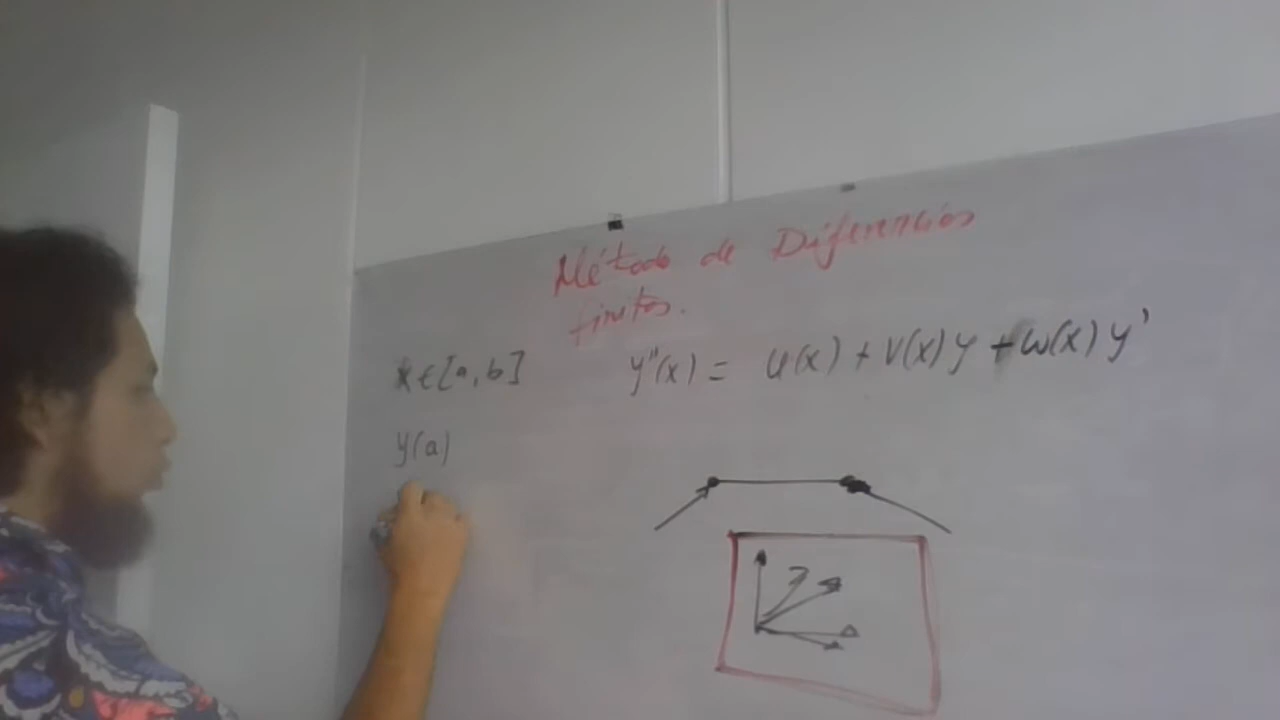 Método de Diferencias
finitas.
x ∈ [a, b]
y''(x) = u(x) + v(x) y + w(x) y'
y(a)